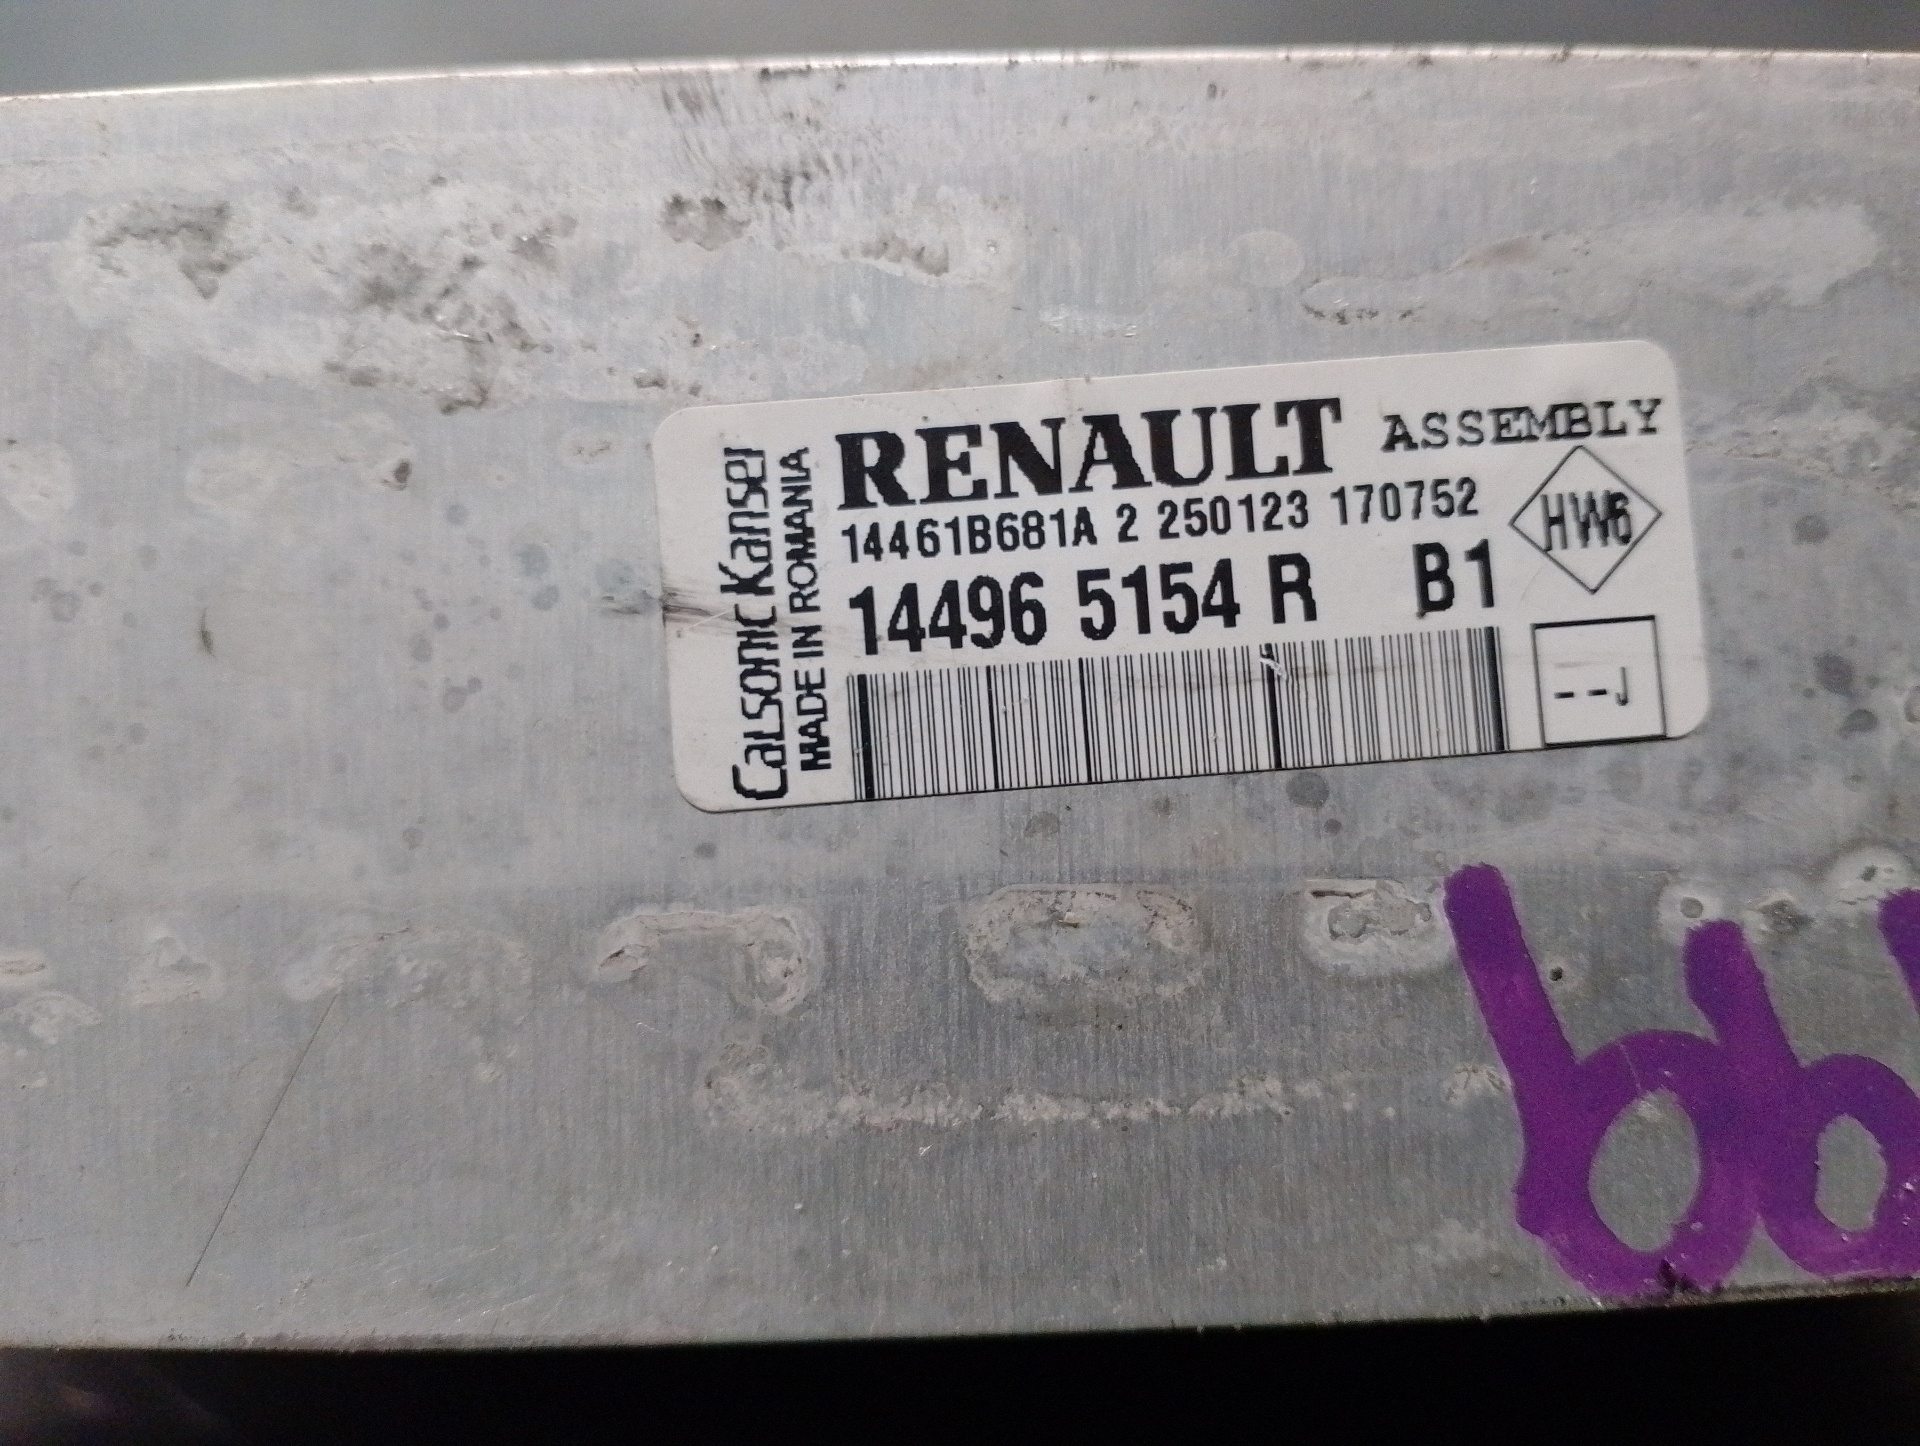 RENAULT ASSEMBLY
14461B681A 2 250123 170752
14496 5154 R B1
HW6
--J
CaLsonic Kansei
MADE IN ROMANIA